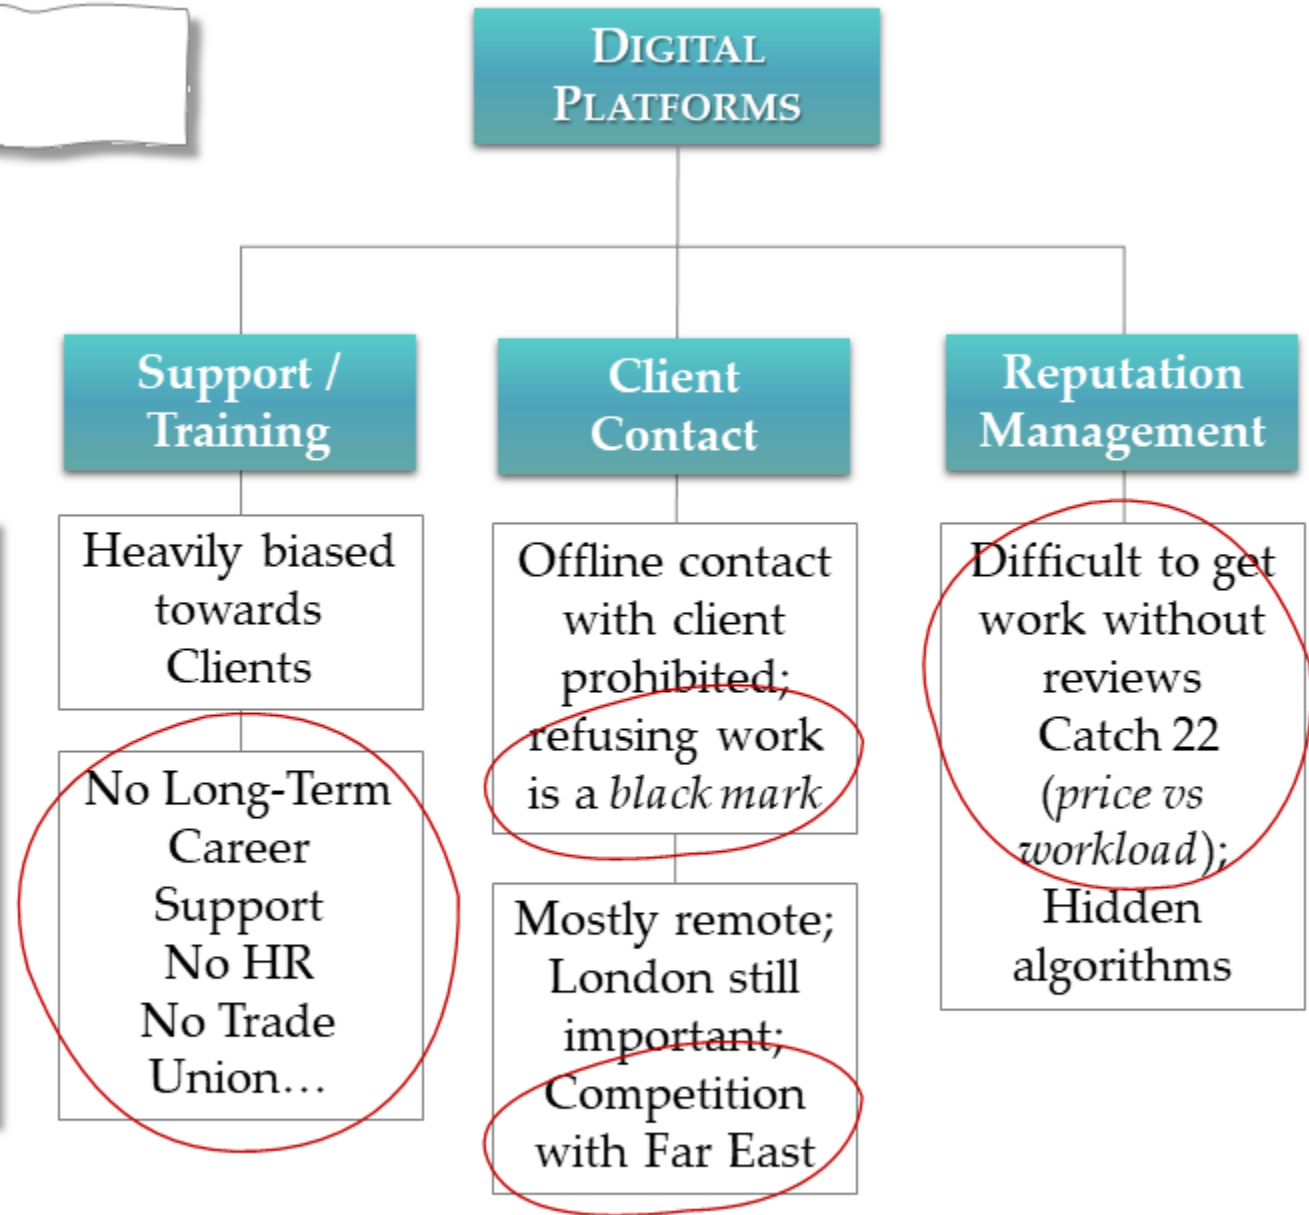 DIGITAL
PLATFORMS
Support /
Training
Heavily biased
towards
Clients
No Long-Term
Career
Support
No HR
No Trade
Union…
Client
Contact
Offline contact
with client
prohibited;
refusing work
is a black mark
Mostly remote;
London still
important;
Competition
with Far East
Reputation
Management
Difficult to get
work without
reviews
Catch 22
(price vs
workload);
Hidden
algorithms